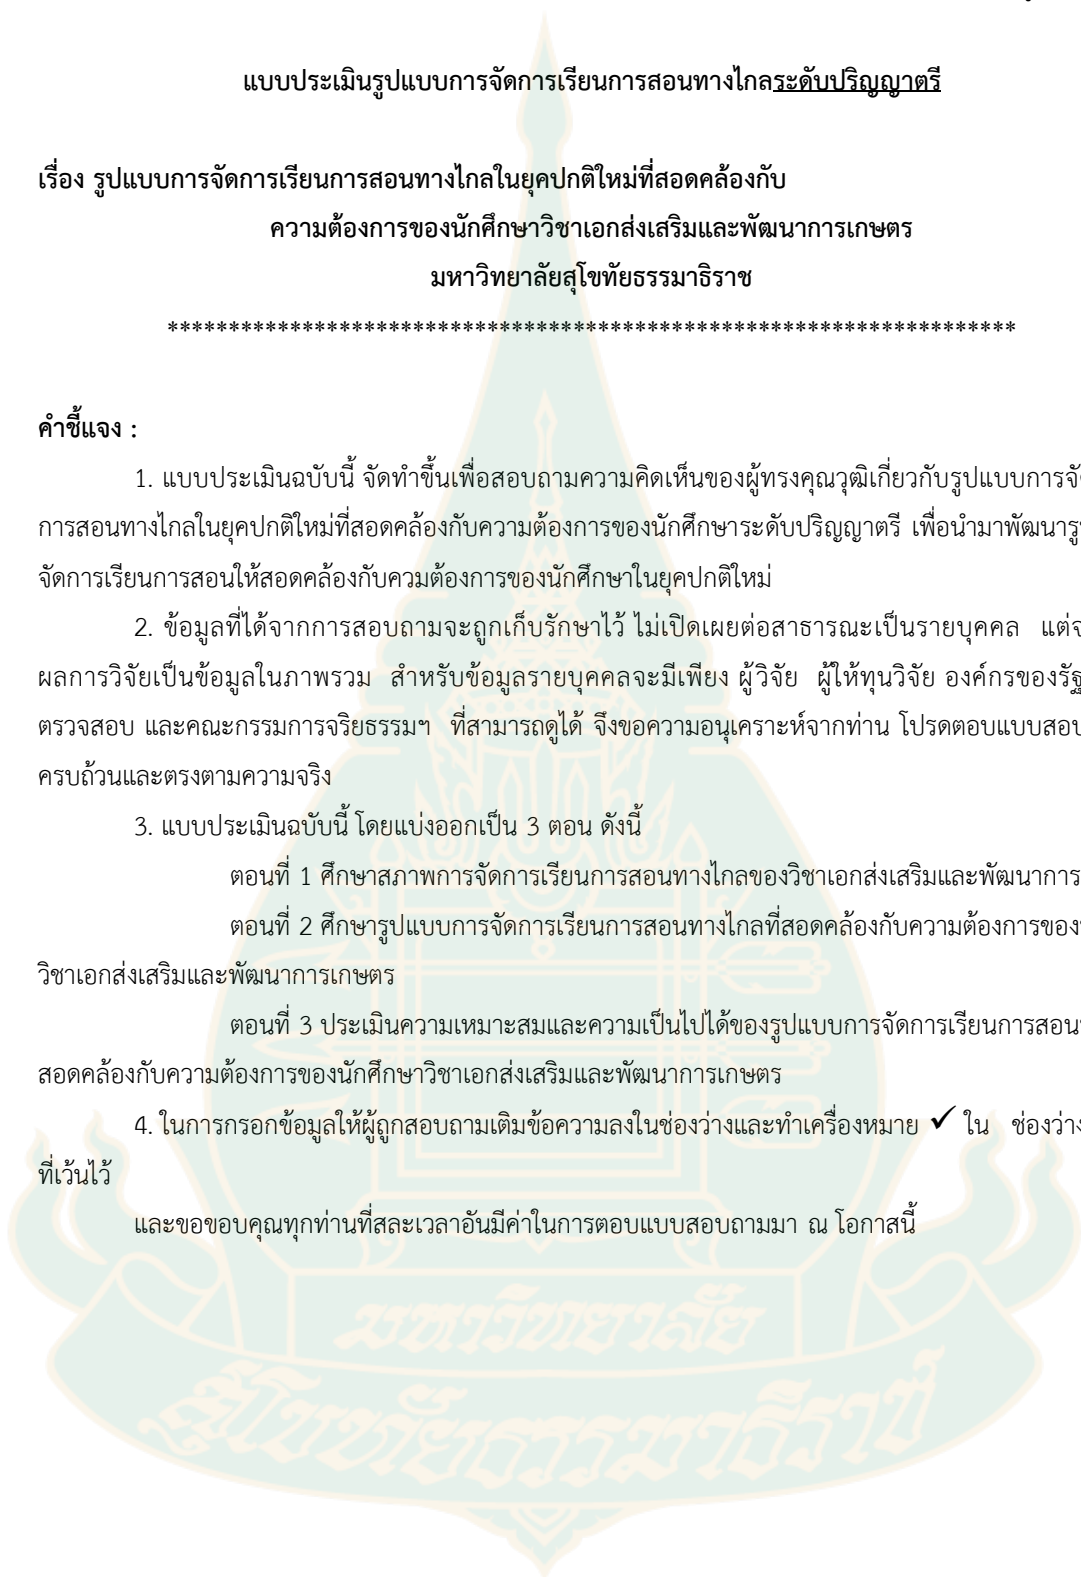 แบบประเมินรูปแบบการจัดการเรียนการสอนทางไกลระดับปริญญาตรี
เรื่อง รูปแบบการจัดการเรียนการสอนทางไกลในยุคปกติใหม่ที่สอดคล้องกับ
ความต้องการของนักศึกษาวิชาเอกส่งเสริมและพัฒนาการเกษตร
มหาวิทยาลัยสุโขทัยธรรมาธิราช
***********************************************************************
คำชี้แจง :
1. แบบประเมินฉบับนี้ จัดทำขึ้นเพื่อสอบถามความคิดเห็นของผู้ทรงคุณวุฒิเกี่ยวกับรูปแบบการจั
การสอนทางไกลในยุคปกติใหม่ที่สอดคล้องกับความต้องการของนักศึกษาระดับปริญญาตรี เพื่อนำมาพัฒนารู
จัดการเรียนการสอนให้สอดคล้องกับควมต้องการของนักศึกษาในยุคปกติใหม่
2. ข้อมูลที่ได้จากการสอบถามจะถูกเก็บรักษาไว้ ไม่เปิดเผยต่อสาธารณะเป็นรายบุคคล แต่จ
ผลการวิจัยเป็นข้อมูลในภาพรวม สำหรับข้อมูลรายบุคคลจะมีเพียง ผู้วิจัย ผู้ให้ทุนวิจัย องค์กรของรัฐ
ตรวจสอบ และคณะกรรมการจริยธรรมฯ ที่สามารถดูได้ จึงขอความอนุเคราะห์จากท่าน โปรดตอบแบบสอบ
ครบถ้วนและตรงตามความจริง
3. แบบประเมินฉบับนี้ โดยแบ่งออกเป็น 3 ตอน ดังนี้
ตอนที่ 1 ศึกษาสภาพการจัดการเรียนการสอนทางไกลของวิชาเอกส่งเสริมและพัฒนาการ
ตอนที่ 2 ศึกษารูปแบบการจัดการเรียนการสอนทางไกลที่สอดคล้องกับความต้องการของ
วิชาเอกส่งเสริมและพัฒนาการเกษตร
ตอนที่ 3 ประเมินความเหมาะสมและความเป็นไปได้ของรูปแบบการจัดการเรียนการสอน
สอดคล้องกับความต้องการของนักศึกษาวิชาเอกส่งเสริมและพัฒนาการเกษตร
4. ในการกรอกข้อมูลให้ผู้ถูกสอบถามเติมข้อความลงในช่องว่างและทำเครื่องหมาย ✓ ใน ช่องว่าง
ที่เว้นไว้
และขอขอบคุณทุกท่านที่สละเวลาอันมีค่าในการตอบแบบสอบถามมา ณ โอกาสนี้
มหาวิทยาลัย
สุโขทัยธรรมาธิราช